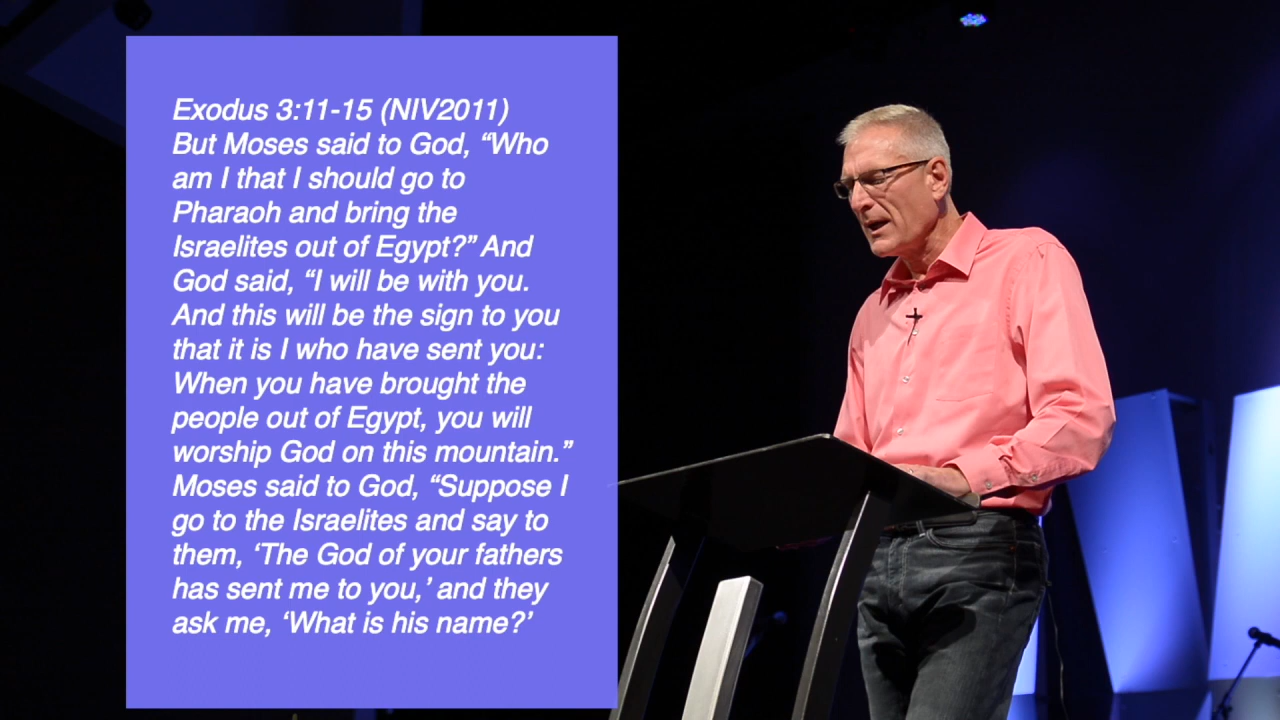 Exodus 3:11-15 (NIV2011)
But Moses said to God, “Who
am I that I should go to
Pharaoh and bring the
Israelites out of Egypt?” And
God said, “I will be with you.
And this will be the sign to you
that it is I who have sent you:
When you have brought the
people out of Egypt, you will
worship God on this mountain.”
Moses said to God, “Suppose I
go to the Israelites and say to
them, ‘The God of your fathers
has sent me to you,’ and they
ask me, ‘What is his name?’